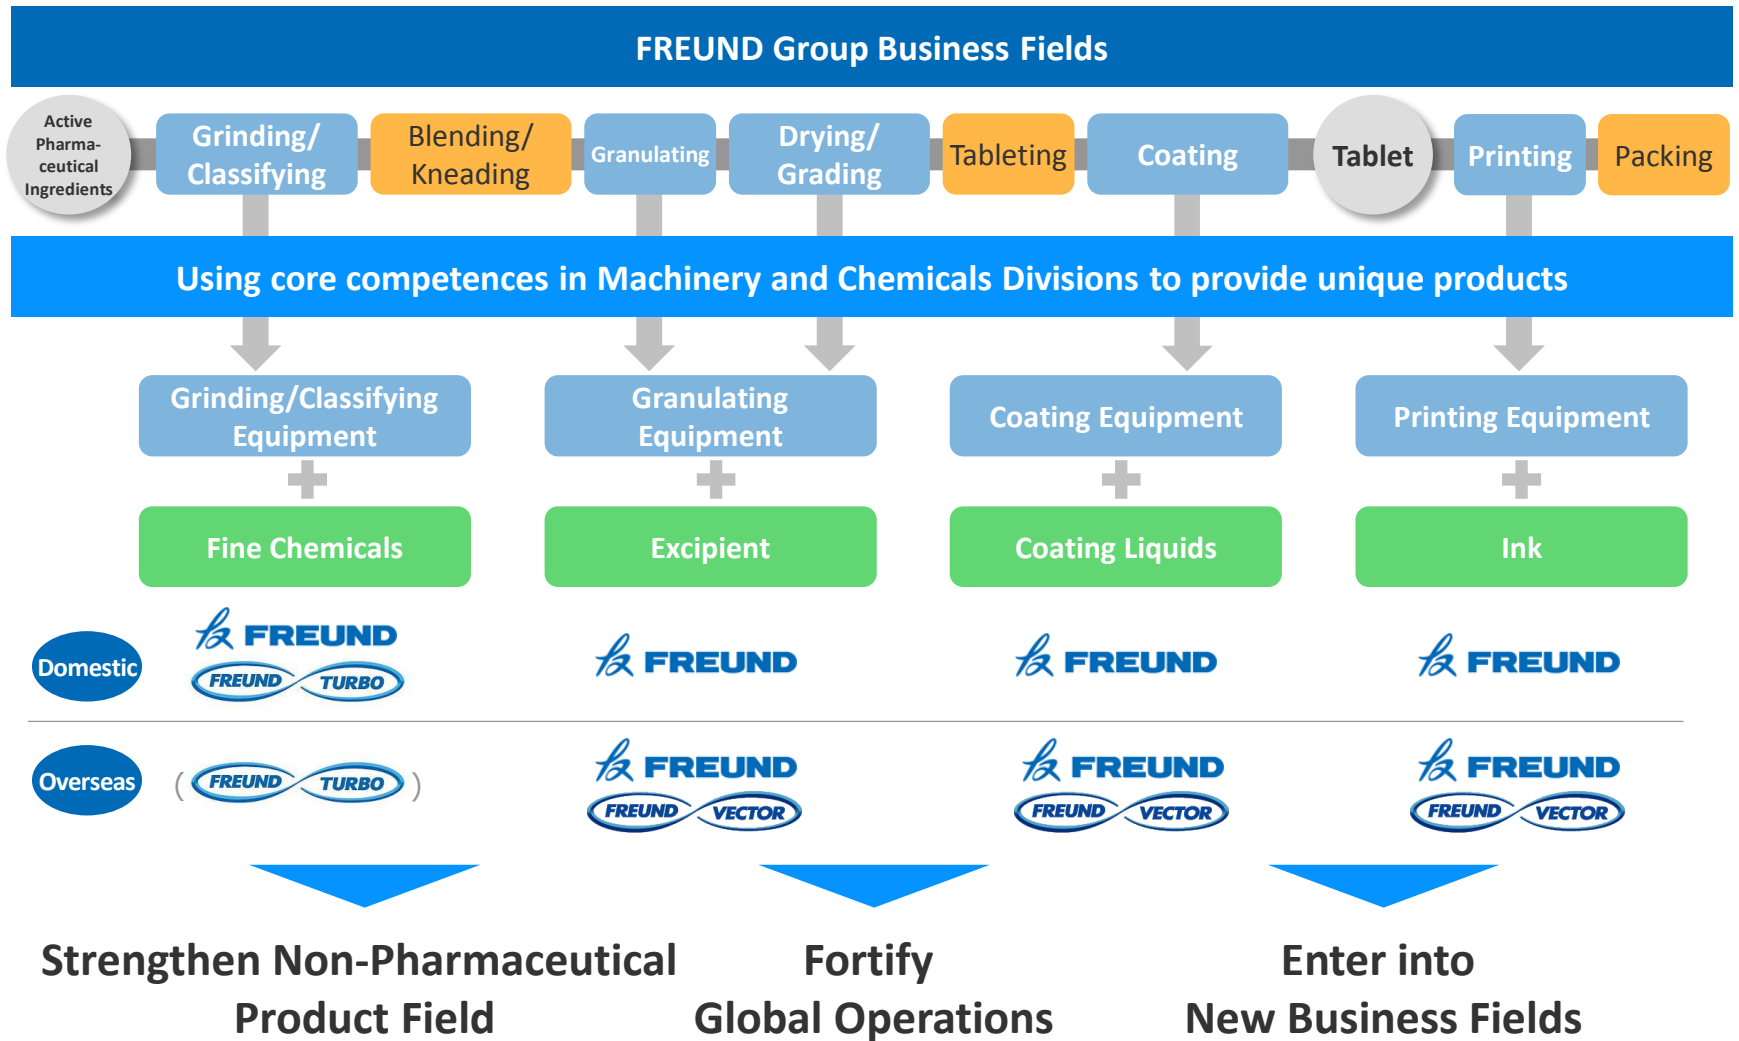 FREUND Group Business Fields
Active
Pharma-
ceutical
Ingredients
Grinding/
Classifying
Blending/
Kneading
Granulating
Drying/
Grading
Tableting
Coating
Tablet
Printing
Packing
Using core competences in Machinery and Chemicals Divisions to provide unique products
Grinding/Classifying
Equipment
Granulating
Equipment
Coating Equipment
Printing Equipment
Fine Chemicals
Excipient
Coating Liquids
Ink
Domestic
FREUND
FREUND TURBO
FREUND
FREUND
FREUND
Overseas
( FREUND TURBO )
FREUND
FREUND VECTOR
FREUND
FREUND VECTOR
FREUND
FREUND VECTOR
Strengthen Non-Pharmaceutical
Product Field
Fortify
Global Operations
Enter into
New Business Fields